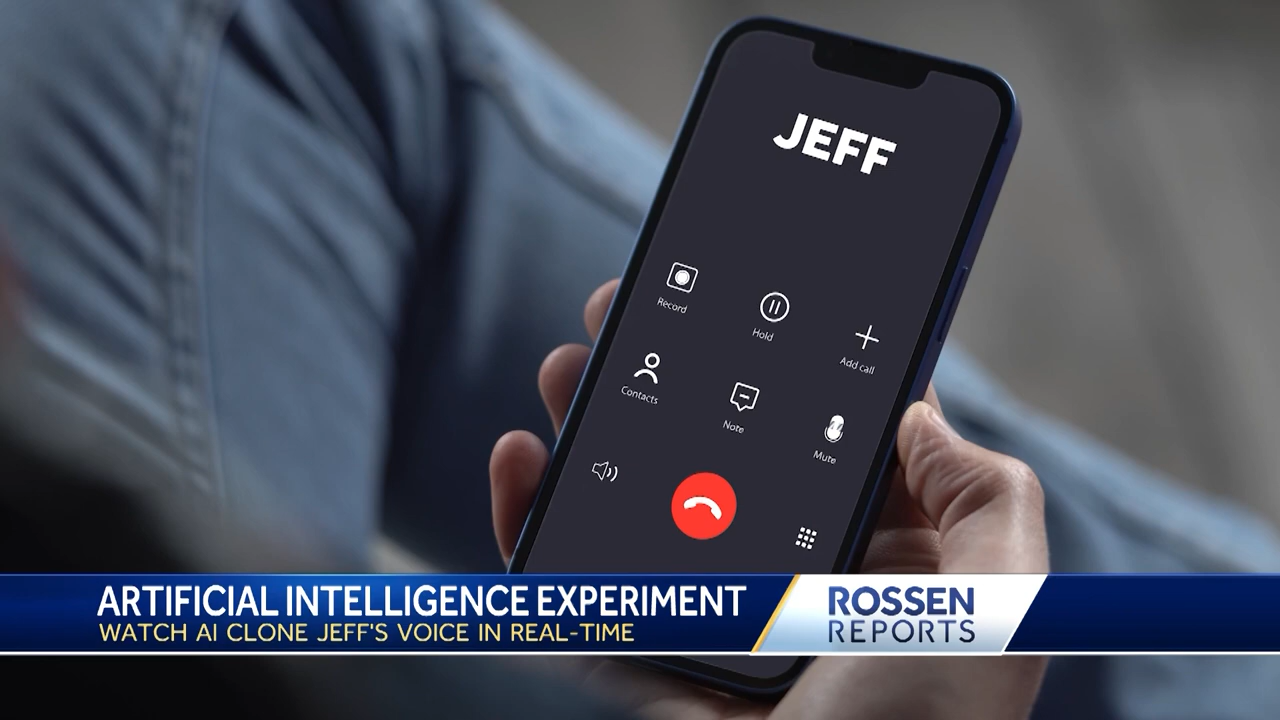 JEFF
Record
Hold
Add call
Contacts
Note
Mute
ARTIFICIAL INTELLIGENCE EXPERIMENT
WATCH AI CLONE JEFF'S VOICE IN REAL-TIME
ROSSEN
REPORTS